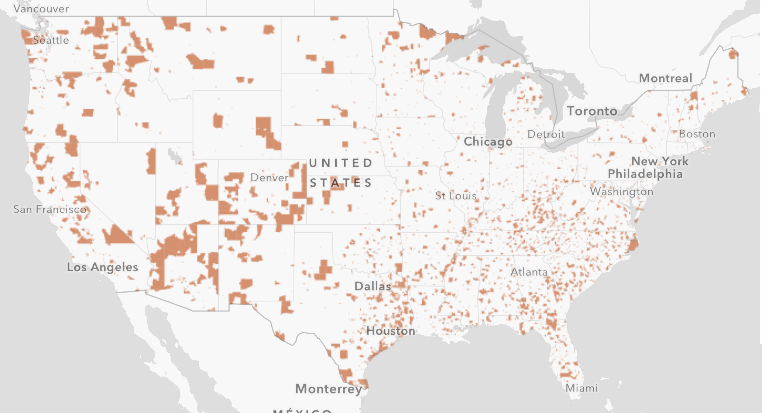 Vancouver
Seattle
Montreal
Toronto
Boston
Detroit
Chicago
New York
UNITED
STATES
Denver
Philadelphia
Washington
St Louis
San Francisco
Los Angeles
Atlanta
Dallas
Houston
Miami
Monterrey
MÉXICO